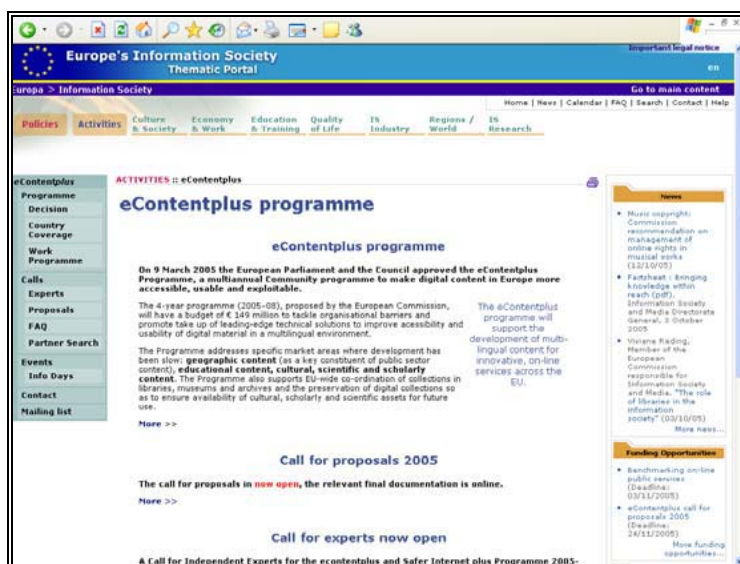 Important legal notice
Europe's Information Society
Thematic Portal
en
Europa > Information Society
Go to main content
Home | News | Calendar | FAQ | Search | Contact | Help
Policies
Activities
Culture & Society
Economy & Work
Education & Training
Quality of Life
IS Industry
Regions / World
IS Research
eContentplus
Programme
Decision
Country
Coverage
Work
Programme
Calls
Experts
Proposals
FAQ
Partner Search
Events
Info Days
Contact
Mailing list
ACTIVITIES :: eContentplus
eContentplus programme
eContentplus programme
On 9 March 2005 the European Parliament and the Council approved the eContentplus
Programme, a multiannual Community programme to make digital content in Europe more
accessible, usable and exploitable.
The 4-year programme (2005-08), proposed by the European Commission,
will have a budget of € 149 million to tackle organisational barriers and
promote take up of leading-edge technical solutions to improve acessibility and
usability of digital material in a multilingual environment.
The Programme addresses specific market areas where development has
been slow: geographic content (as a key constituent of public sector
content), educational content, cultural, scientific and scholarly
content. The Programme also supports EU-wide co-ordination of collections in
libraries, museums and archives and the preservation of digital collections so
as to ensure availability of cultural, scholarly and scientific assets for future
use.
More >>
The eContentplus
programme will
support the
development of multi-
lingual content for
innovative, on-line
services across the
EU.
Call for proposals 2005
The call for proposals in now open, the relevant final documentation is online.
More >>
Call for experts now open
A Call for Independent Experts for the econtentplus and Safer Internet plus Programme 2005-
News
Music copyright:
Commission
recommendation on
management of
online rights in
musical works
(12/10/05)
Factsheet : Bringing
knowledge within
reach (pdf).
Information Society
and Media Directorate
General, 3 October
2005
Viviane Reding,
Member of the
European
Commission
responsible for
Information Society
and Media. "The role
of libraries in the
information
society" (03/10/05)
More news...
Funding Opportunities
Benchmarking on-line
public services
(Deadline:
03/11/2005)
eContentplus call for
proposals 2005
(Deadline:
24/11/2005)
More funding
opportunities...